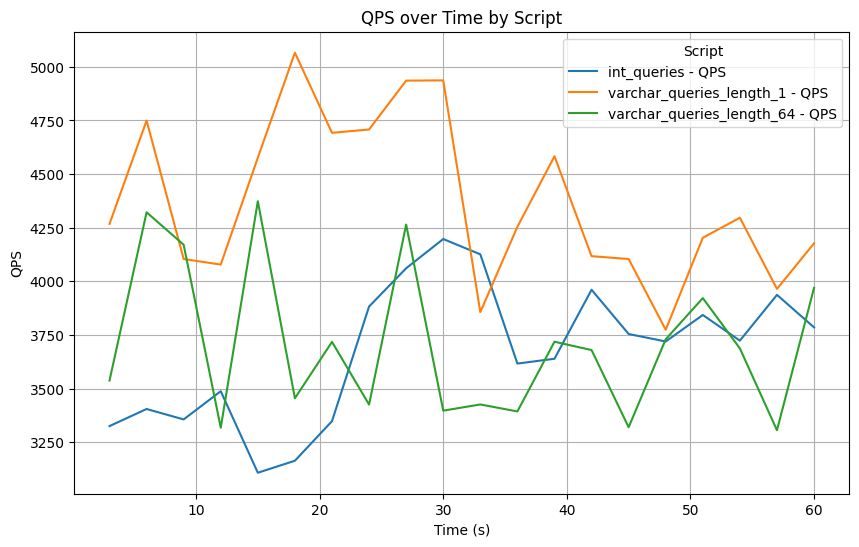 QPS over Time by Script
Script
int_queries - QPS
varchar_queries_length_1 - QPS
varchar_queries_length_64 - QPS
QPS
5000
4750
4500
4250
4000
3750
3500
3250
10 20 30 40 50 60
Time (s)